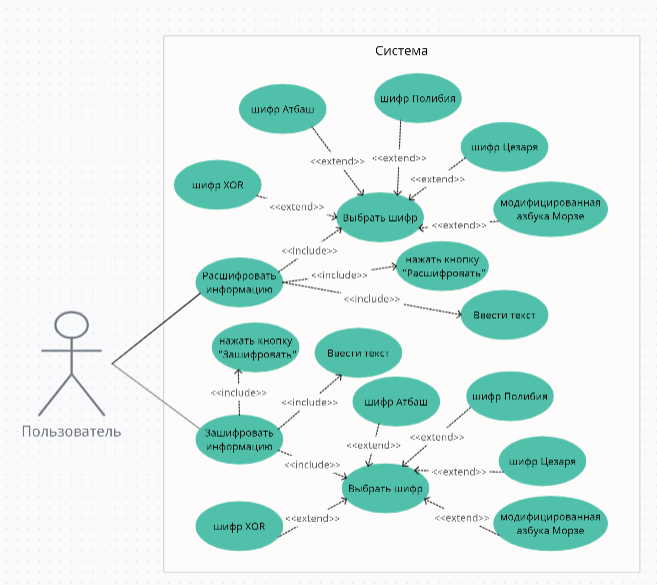 Система
шифр Атбаш
шифр Полибия
шифр Цезаря
<<extend>>
<<extend>>
<<extend>>
шифр XOR
<<extend>>
Выбрать шифр
<<extend>>
модифицированная
азбука Морзе
<<include>>
Расшифровать
информацию
<<include>>
нажать кнопку
"Расшифровать"
<<include>>
Ввести текст
нажать кнопку
"Зашифровать"
Ввести текст
<<include>>
<<include>>
шифр Атбаш
шифр Полибия
Пользователь
Зашифровать
информацию
<<extend>>
<<extend>>
<<include>>
<<extend>>
шифр Цезаря
Выбрать шифр
шифр XOR
<<extend>>
<<extend>>
модифицированная
азбука Морзе